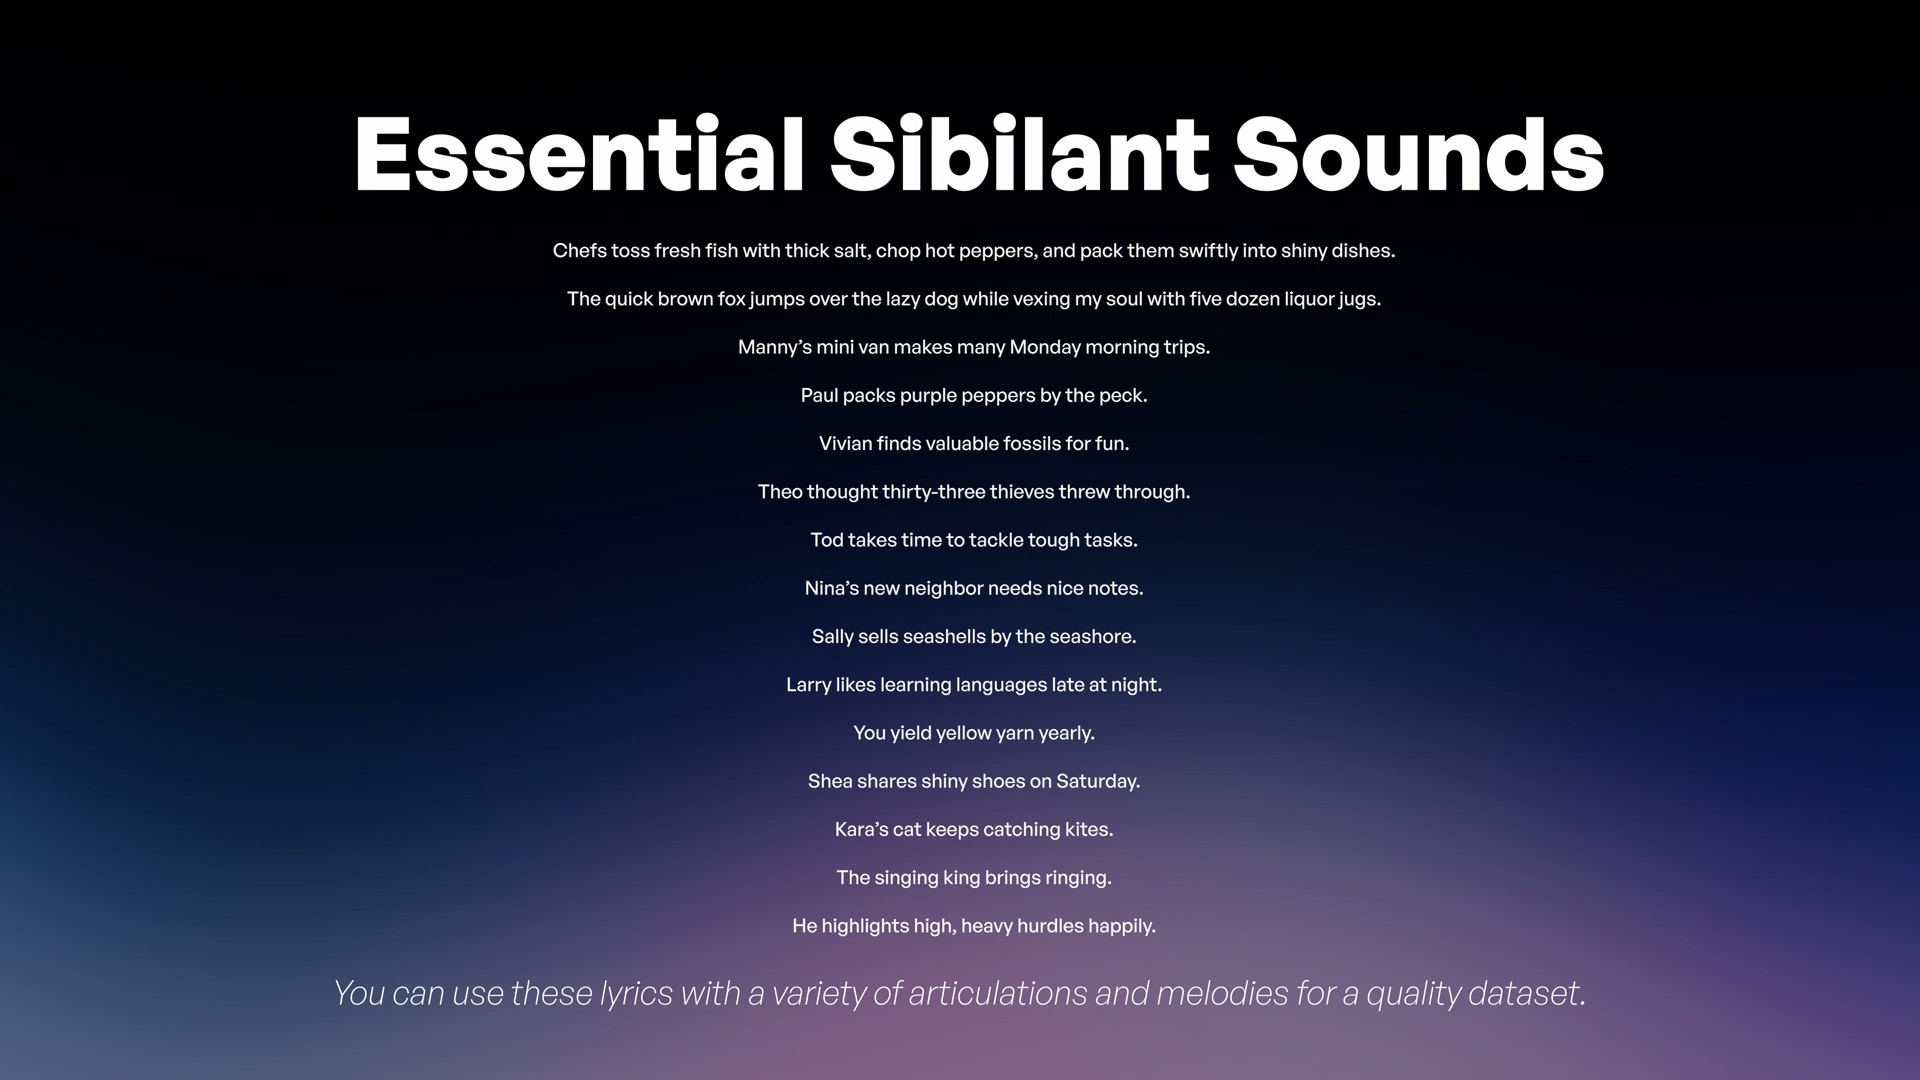 Essential Sibilant Sounds
Chefs toss fresh fish with thick salt, chop hot peppers, and pack them swiftly into shiny dishes.
The quick brown fox jumps over the lazy dog while vexing my soul with five dozen liquor jugs.
Manny’s mini van makes many Monday morning trips.
Paul packs purple peppers by the peck.
Vivian finds valuable fossils for fun.
Theo thought thirty-three thieves threw through.
Tod takes time to tackle tough tasks.
Nina’s new neighbor needs nice notes.
Sally sells seashells by the seashore.
Larry likes learning languages late at night.
You yield yellow yarn yearly.
Shea shares shiny shoes on Saturday.
Kara’s cat keeps catching kites.
The singing king brings ringing.
He highlights high, heavy hurdles happily.
You can use these lyrics with a variety of articulations and melodies for a quality dataset.